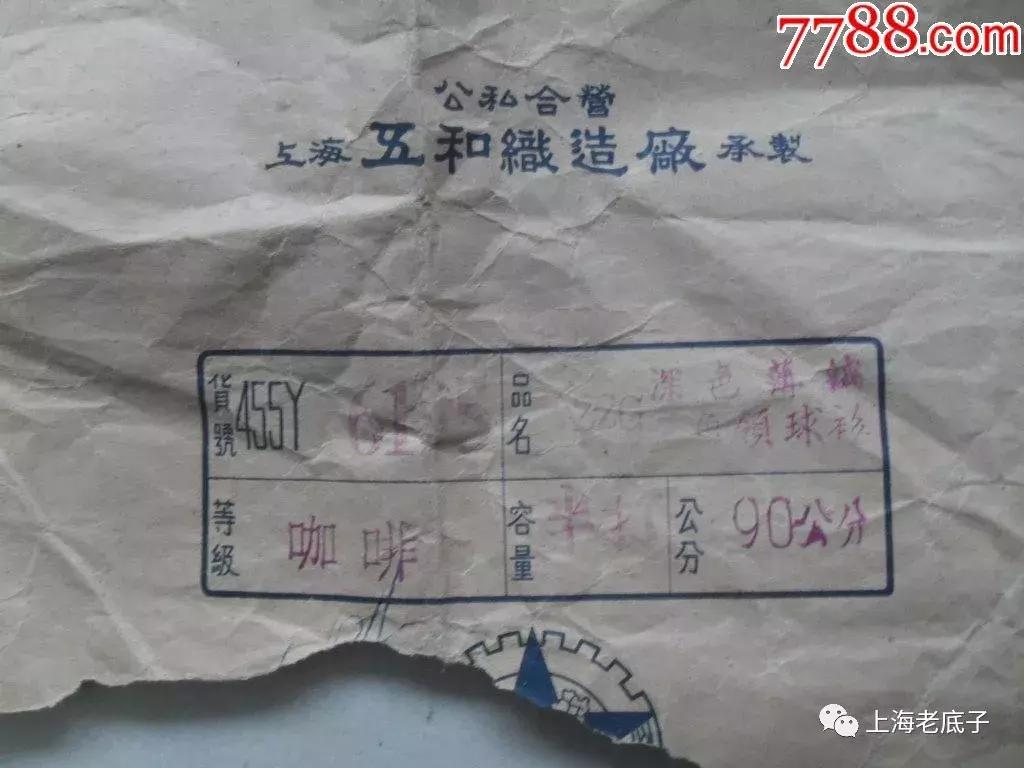 7788.com
公私合營
上海五和織造廠承製
貨號 455Y
品名 深色
領球衫
等級 咖啡
容量 半打
公分 90公分
上海老底子